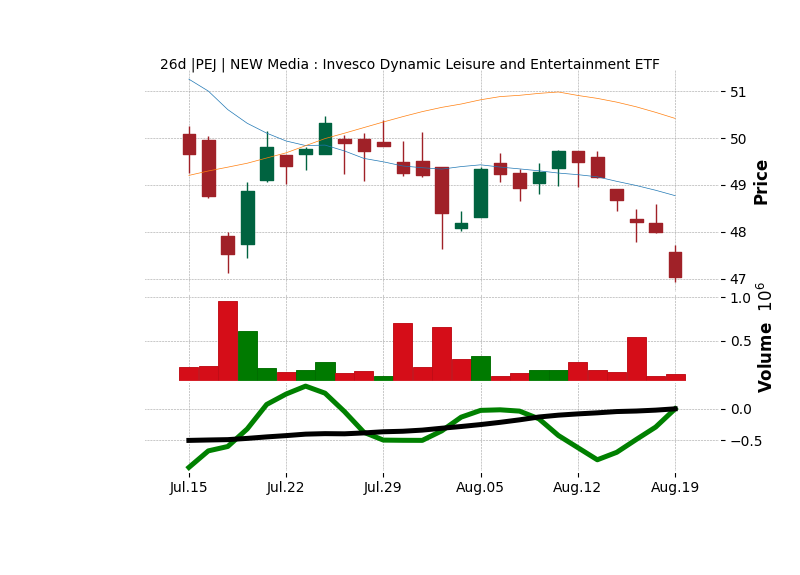 26d |PEJ | NEW Media : Invesco Dynamic Leisure and Entertainment ETF
51
50
49
48
47
Price
1.0
0.5
Volume 10^6
0.0
−0.5
Jul.15 Jul.22 Jul.29 Aug.05 Aug.12 Aug.19